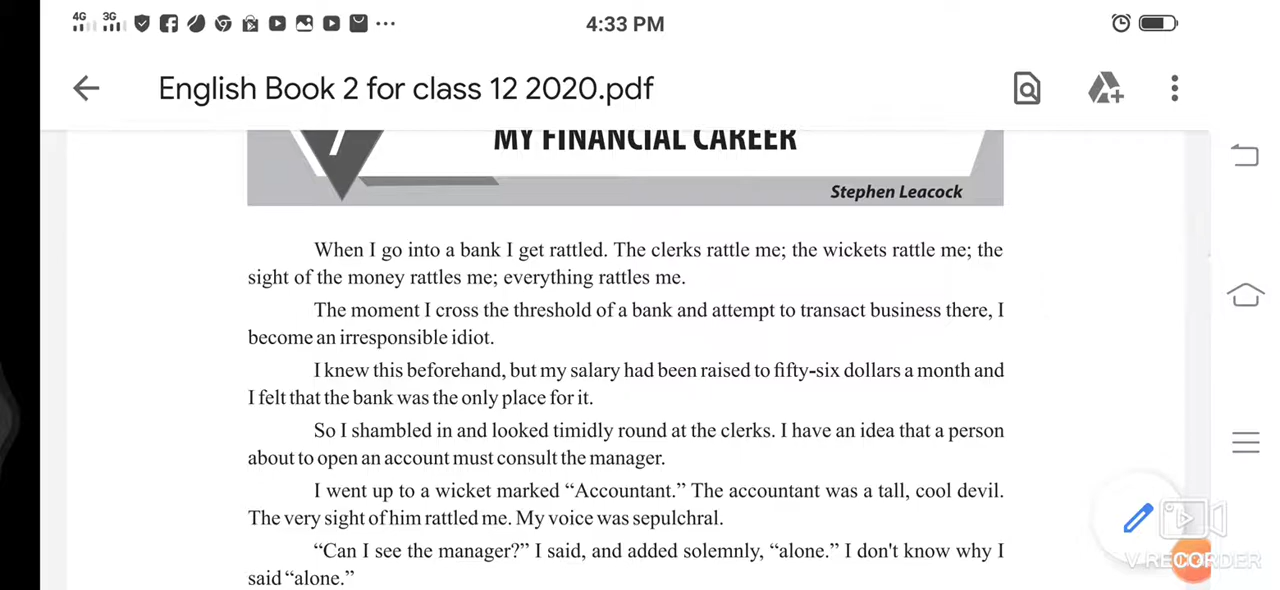 4G 3G 4:33 PM
English Book 2 for class 12 2020.pdf
7 MY FINANCIAL CAREER
Stephen Leacock
When I go into a bank I get rattled. The clerks rattle me; the wickets rattle me; the
sight of the money rattles me; everything rattles me.
The moment I cross the threshold of a bank and attempt to transact business there, I
become an irresponsible idiot.
I knew this beforehand, but my salary had been raised to fifty-six dollars a month and
I felt that the bank was the only place for it.
So I shambled in and looked timidly round at the clerks. I have an idea that a person
about to open an account must consult the manager.
I went up to a wicket marked “Accountant.” The accountant was a tall, cool devil.
The very sight of him rattled me. My voice was sepulchral.
“Can I see the manager?” I said, and added solemnly, “alone.” I don't know why I
said “alone.”
V-RECORDER